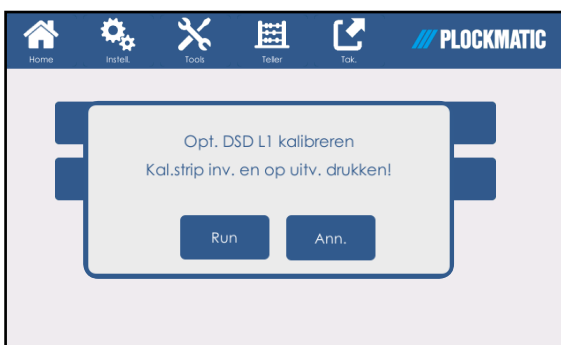 Home
Instell.
Tools
Teller
Tak.
PLOCKMATIC
Opt. DSD L1 kalibreren
Kal.strip inv. en op uitv. drukken!
Run
Ann.